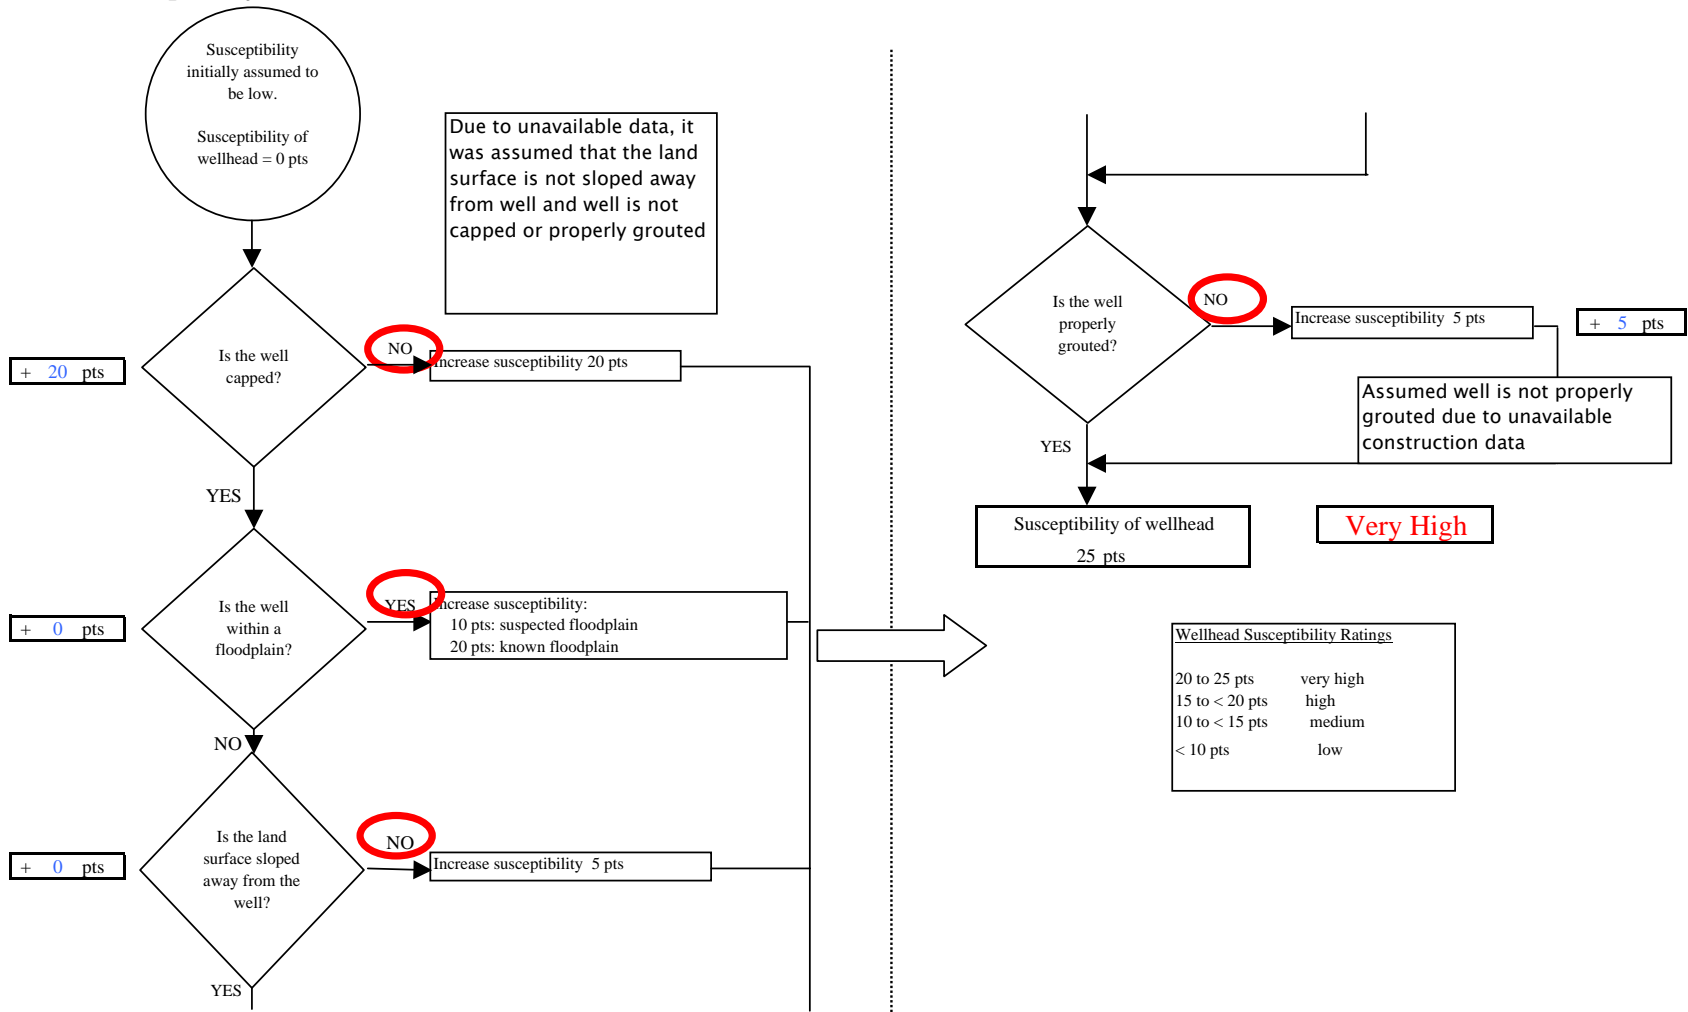 Susceptibility
initially assumed to
be low.
Susceptibility of
wellhead = 0 pts
Due to unavailable data, it
was assumed that the land
surface is not sloped away
from well and well is not
capped or properly grouted
Is the well
capped?
NO
Increase susceptibility 20 pts
+ 20 pts
YES
Is the well
within a
floodplain?
YES
Increase susceptibility:
10 pts: suspected floodplain
20 pts: known floodplain
+ 0 pts
NO
Is the land
surface sloped
away from the
well?
NO
Increase susceptibility 5 pts
+ 0 pts
YES
Is the well
properly
grouted?
NO
Increase susceptibility 5 pts
+ 5 pts
Assumed well is not properly
grouted due to unavailable
construction data
YES
Susceptibility of wellhead
25 pts
Very High
Wellhead Susceptibility Ratings
20 to 25 pts very high
15 to < 20 pts high
10 to < 15 pts medium
< 10 pts low